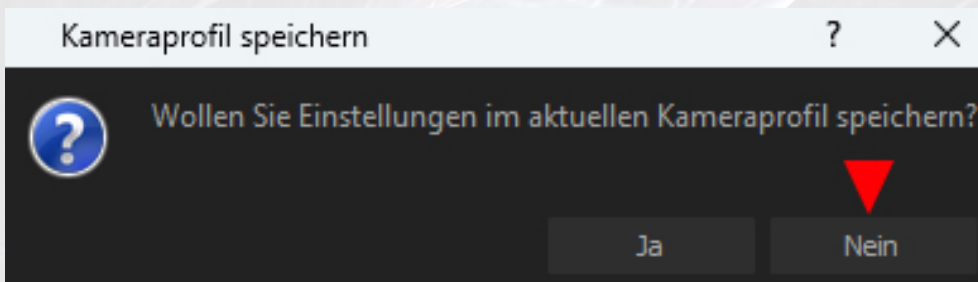 Kameraprofil speichern ? ×
Wollen Sie Einstellungen im aktuellen Kameraprofil speichern?
?
Ja Nein